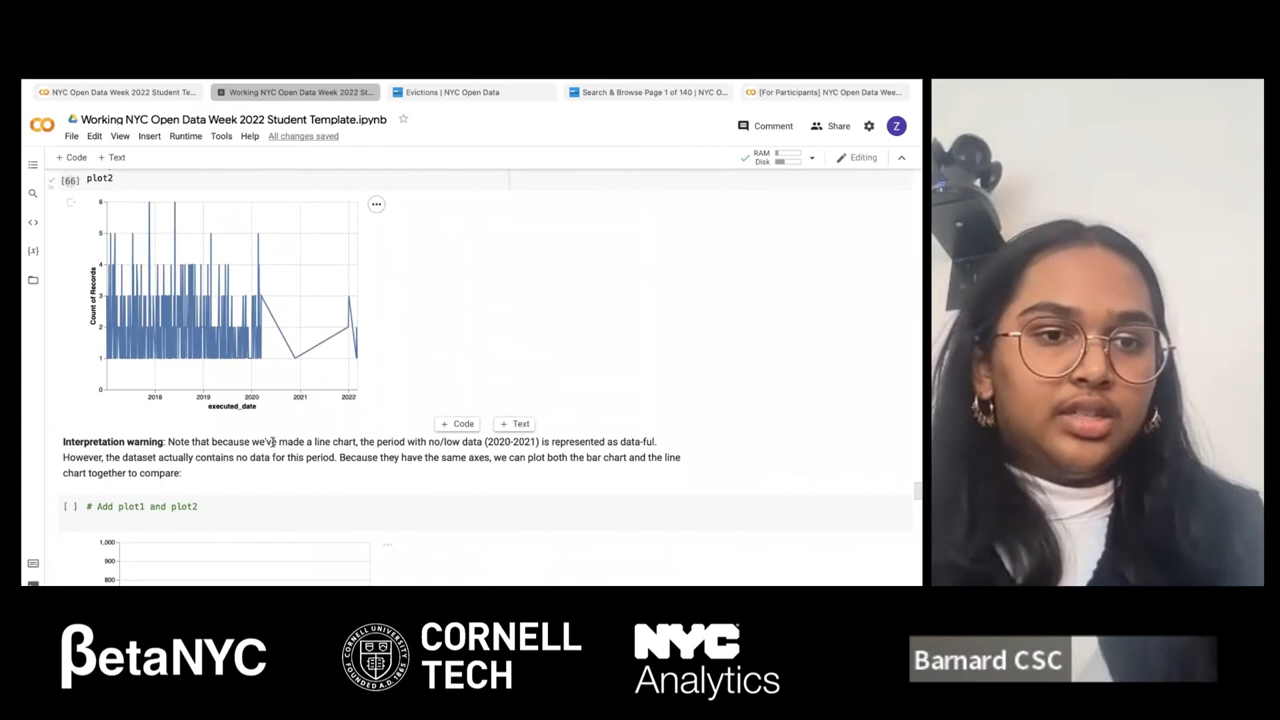 NYC Open Data Week 2022 Student Te...
Working NYC Open Data Week 2022 St...
Evictions | NYC Open Data
Search & Browse Page 1 of 140 | NYC O...
[For Participants] NYC Open Data Wee...
Working NYC Open Data Week 2022 Student Template.ipynb
Comment
Share
Z
File Edit View Insert Runtime Tools Help All changes saved
+ Code + Text
RAM
Disk
Editing
[66] plot2
6
5
4
3
2
1
0
Count of Records
2018 2019 2020 2021 2022
executed_date
+ Code + Text
Interpretation warning: Note that because we've made a line chart, the period with no/low data (2020-2021) is represented as data-ful.
However, the dataset actually contains no data for this period. Because they have the same axes, we can plot both the bar chart and the line
chart together to compare:
[ ] # Add plot1 and plot2
1,000
900
800
βetaNYC
CORNELL UNIVERSITY
FOUNDED A.D. 1865
CORNELL
TECH
NYC
Analytics
Barnard CSC